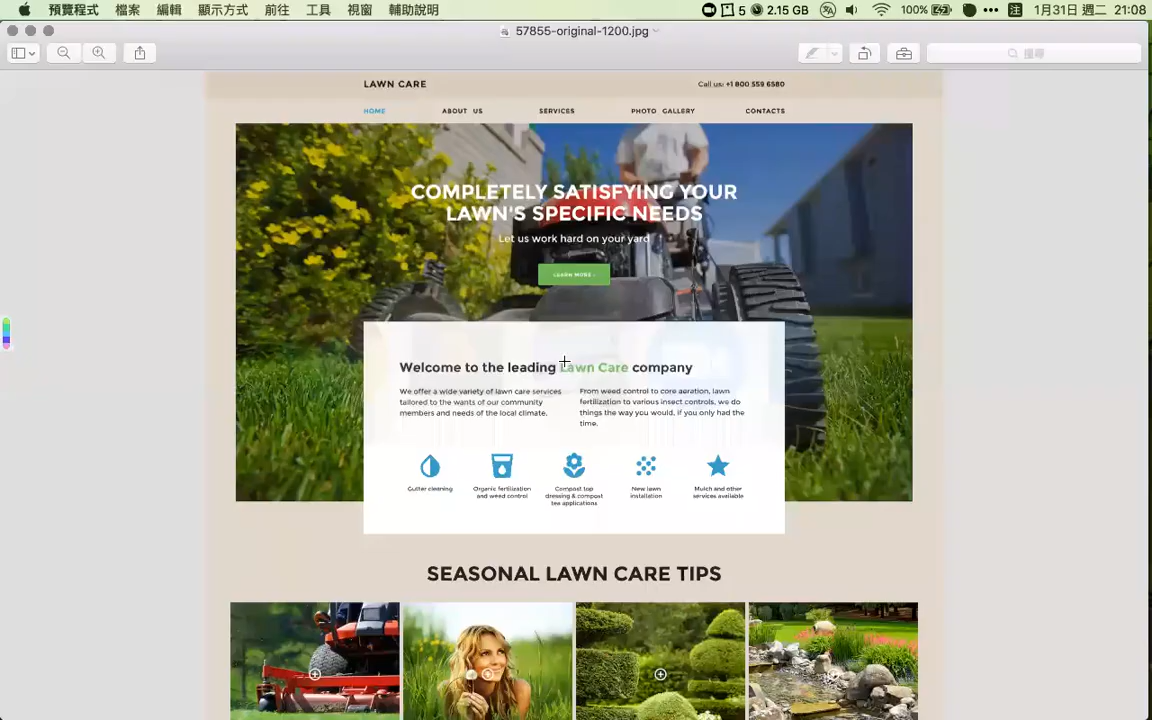 預覽程式 檔案 編輯 顯示方式 前往 工具 視窗 輔助說明 5 2.15 GB 100% 注 1月31日 週二 21:08
57855-original-1200.jpg
搜尋
LAWN CARE
Call us: +1 800 559 6580
HOME ABOUT US SERVICES PHOTO GALLERY CONTACTS
COMPLETELY SATISFYING YOUR
LAWN'S SPECIFIC NEEDS
Let us work hard on your yard
LEARN MORE
Welcome to the leading Lawn Care company
We offer a wide variety of lawn care services
tailored to the wants of our community
members and needs of the local climate.
From weed control to core aeration, lawn
fertilization to various insect controls, we do
things the way you would, if you only had the
time.
Gutter cleaning
Organic fertilization
and weed control
Compost top
dressing & compost
tea applications
New lawn
installation
Mulch and other
services available
SEASONAL LAWN CARE TIPS